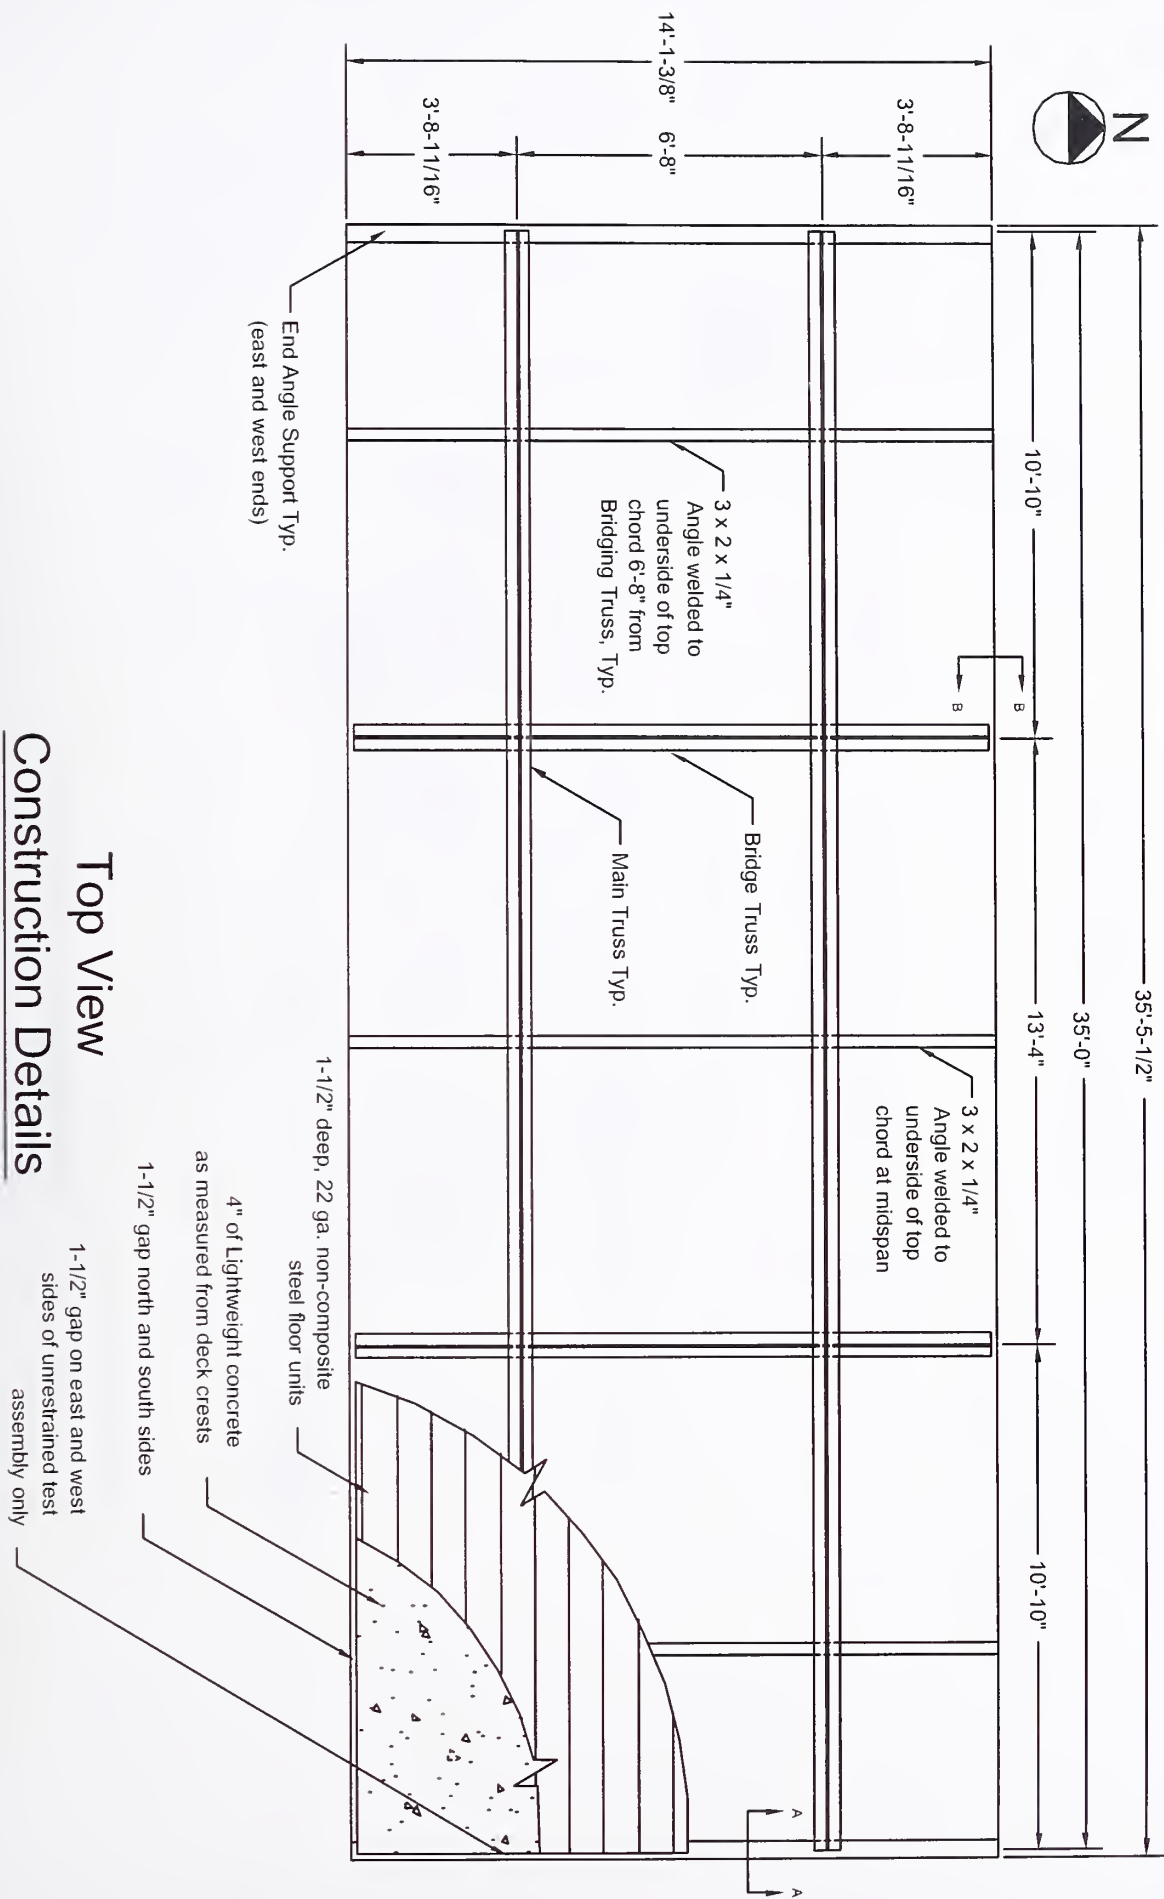 N
35'-5-1/2"
35'-0"
10'-10"
13'-4"
10'-10"
14'-1-3/8"
3'-8-11/16"
6'-8"
3'-8-11/16"
B
B
A
A
3 x 2 x 1/4"
Angle welded to
underside of top
chord at midspan
3 x 2 x 1/4"
Angle welded to
underside of top
chord 6'-8" from
Bridging Truss, Typ.
Bridge Truss Typ.
Main Truss Typ.
End Angle Support Typ.
(east and west ends)
1-1/2" deep, 22 ga. non-composite
steel floor units
4" of Lightweight concrete
as measured from deck crests
1-1/2" gap north and south sides
1-1/2" gap on east and west
sides of unrestrained test
assembly only
Top View
Construction Details